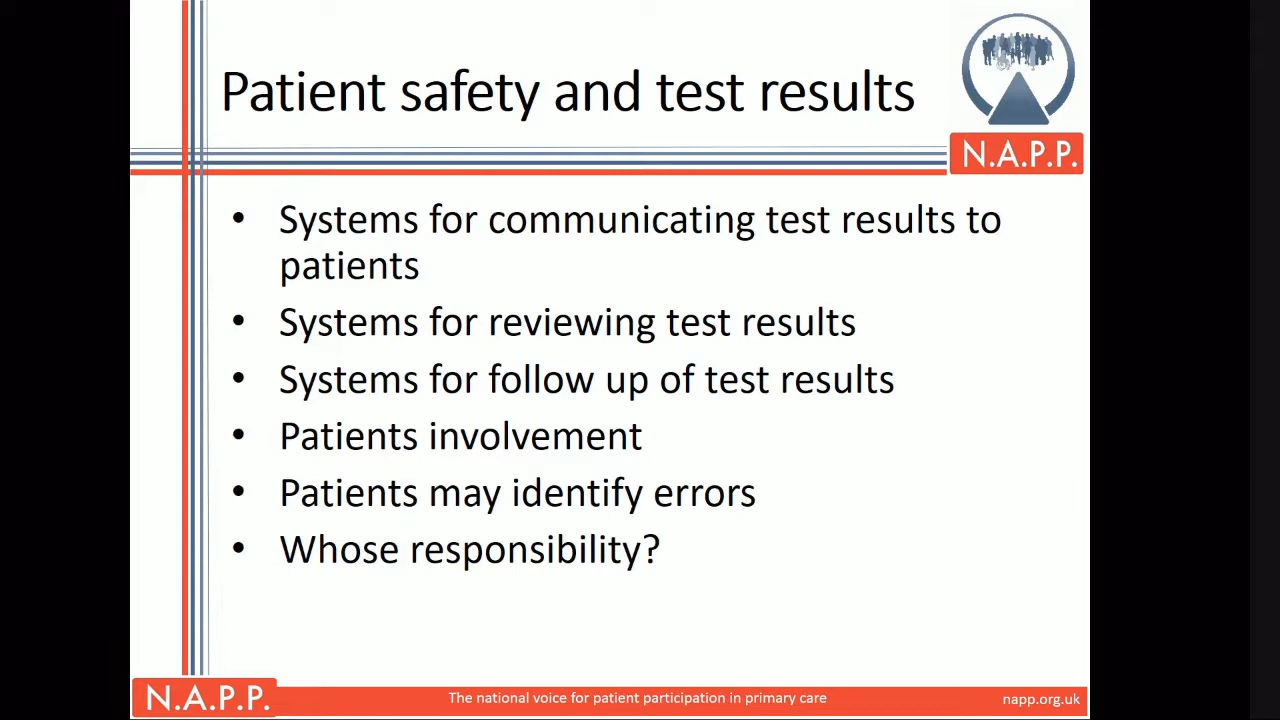 Patient safety and test results
N.A.P.P.
• Systems for communicating test results to
patients
• Systems for reviewing test results
• Systems for follow up of test results
• Patients involvement
• Patients may identify errors
• Whose responsibility?
N.A.P.P.
The national voice for patient participation in primary care
napp.org.uk